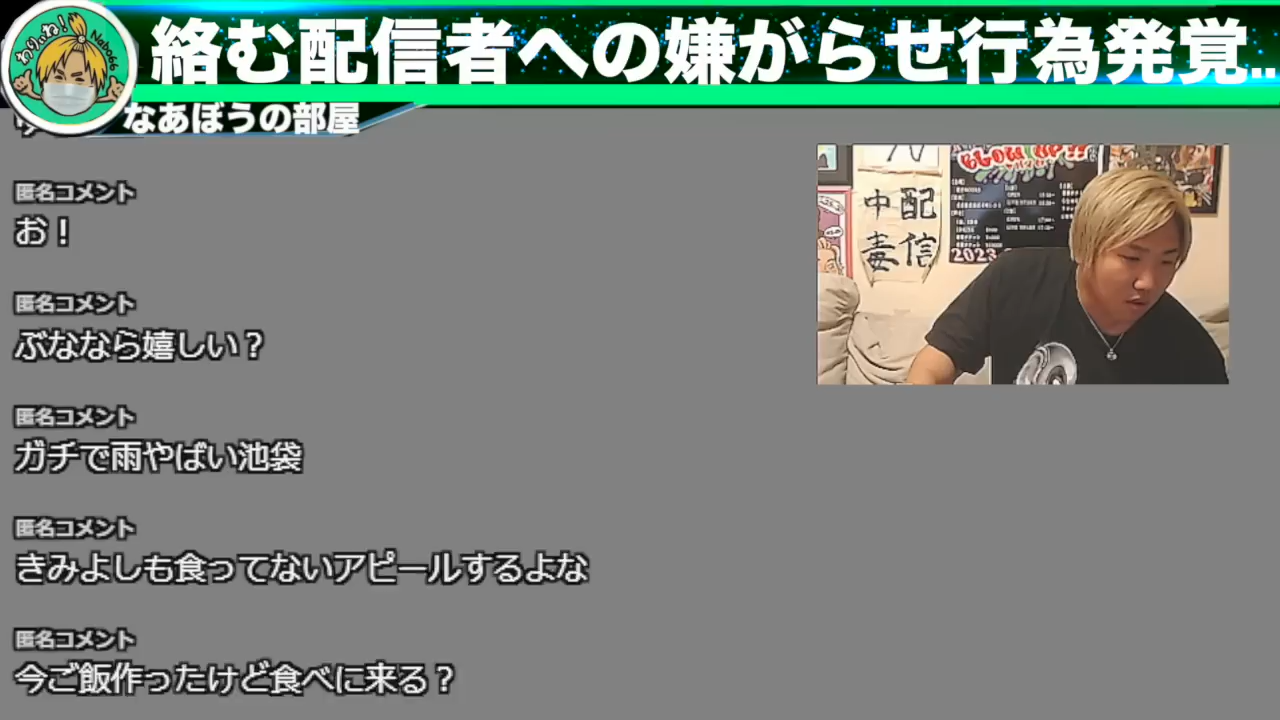 絡む配信者への嫌がらせ行為発覚..
わりぃね！
Nabo66
なあぼうの部屋
匿名コメント
お！
匿名コメント
ぶななら嬉しい？
匿名コメント
ガチで雨やばい池袋
匿名コメント
きみよしも食ってないアピールするよな
匿名コメント
今ご飯作ったけど食べに来る？
配信
中毒
2023